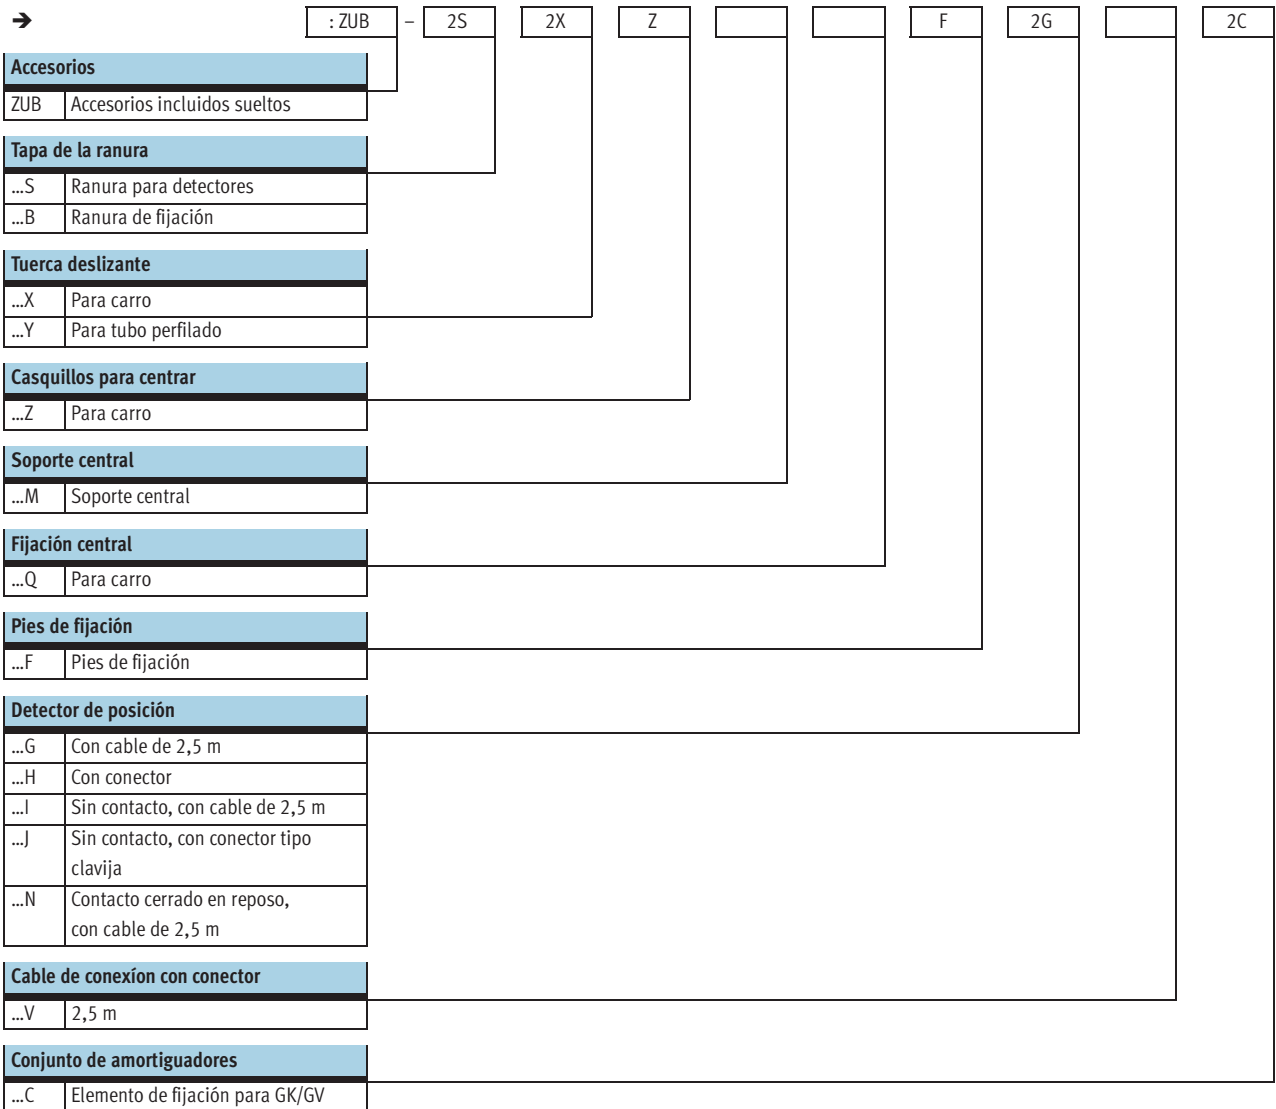 ➔ : ZUB – 2S 2X Z F 2G 2C
Accesorios
ZUB Accesorios incluidos sueltos
Tapa de la ranura
...S Ranura para detectores
...B Ranura de fijación
Tuerca deslizante
...X Para carro
...Y Para tubo perfilado
Casquillos para centrar
...Z Para carro
Soporte central
...M Soporte central
Fijación central
...Q Para carro
Pies de fijación
...F Pies de fijación
Detector de posición
...G Con cable de 2,5 m
...H Con conector
...I Sin contacto, con cable de 2,5 m
...J Sin contacto, con conector tipo
clavija
...N Contacto cerrado en reposo,
con cable de 2,5 m
Cable de conexíon con conector
...V 2,5 m
Conjunto de amortiguadores
...C Elemento de fijación para GK/GV